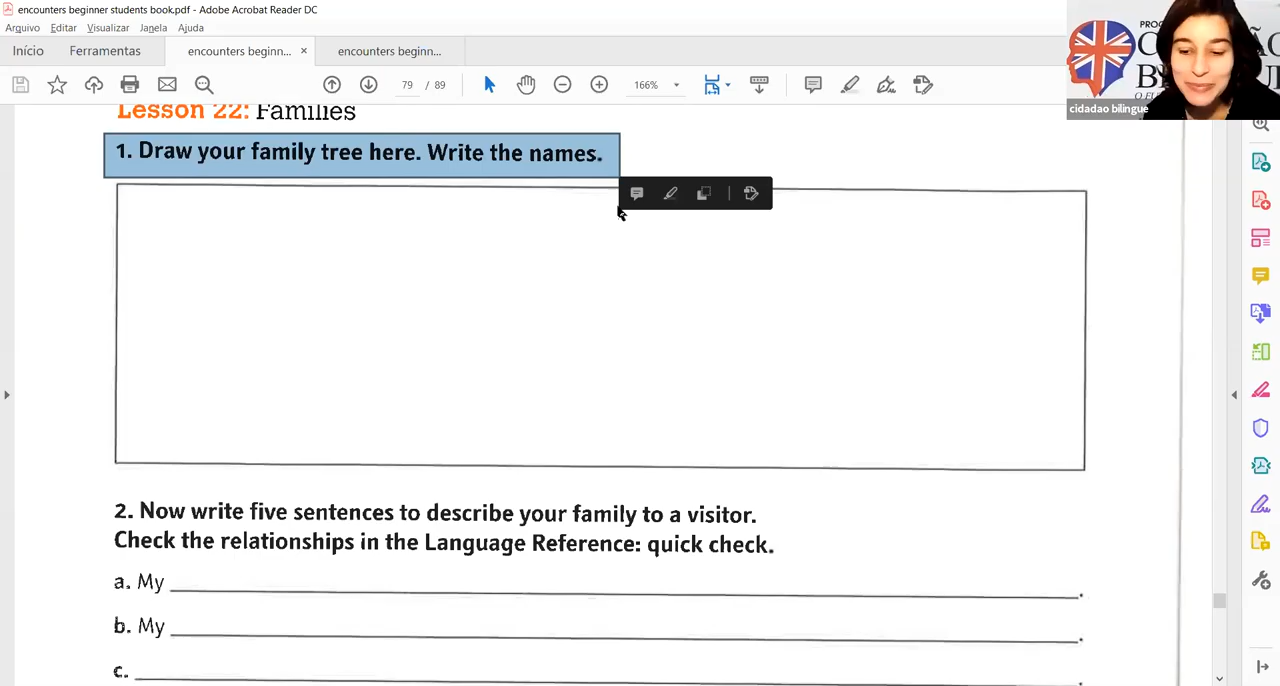 encounters beginner students book.pdf - Adobe Acrobat Reader DC
Arquivo Editar Visualizar Janela Ajuda
Início Ferramentas encounters beginn... × encounters beginn...
79 / 89 166%
cidadao bilingue
Lesson 22: Families
1. Draw your family tree here. Write the names.
2. Now write five sentences to describe your family to a visitor.
Check the relationships in the Language Reference: quick check.
a. My
b. My
c.